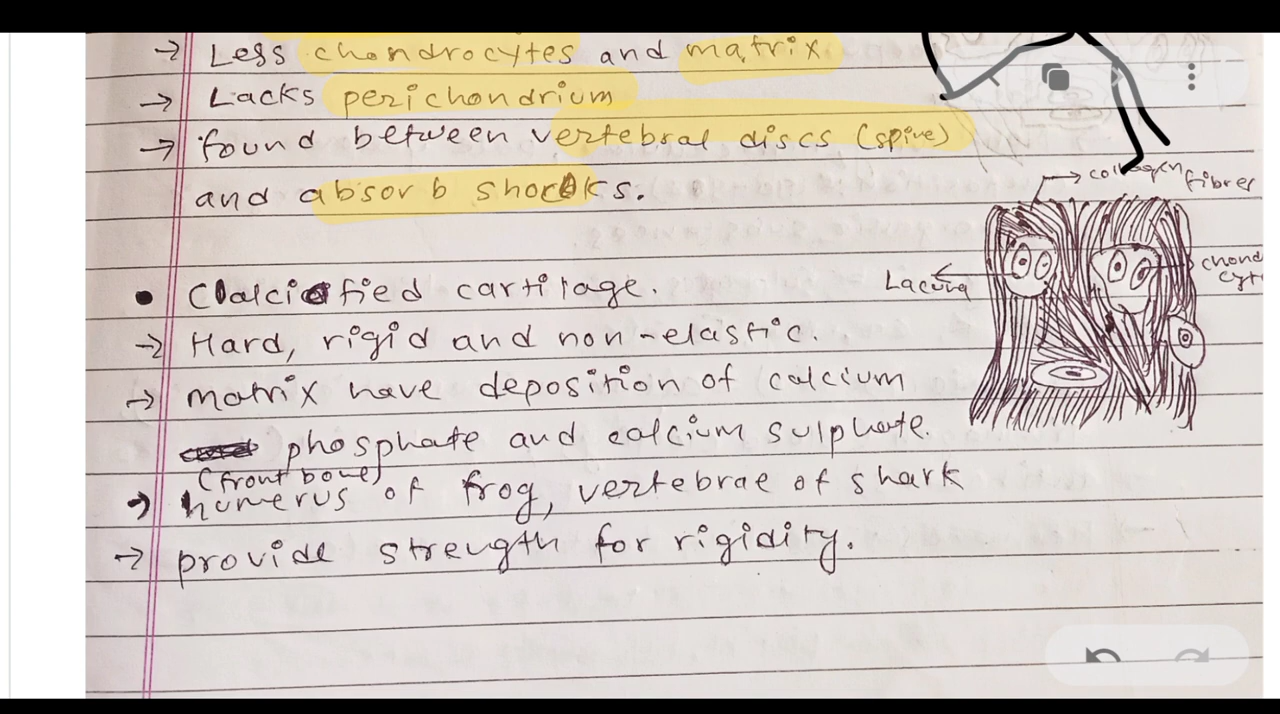 → Less chondrocytes and matrix
→ Lacks perichondrium
→ found between vertebral discs (spine)
and absorb shocks.
collagen fibres
Lacuna
chond
cyt
• Calcified cartilage.
→ Hard, rigid and non-elastic.
→ matrix have deposition of calcium
phosphate and calcium sulphate.
(front bone)
→ humerus of frog, vertebrae of shark
→ provide strength for rigidity.